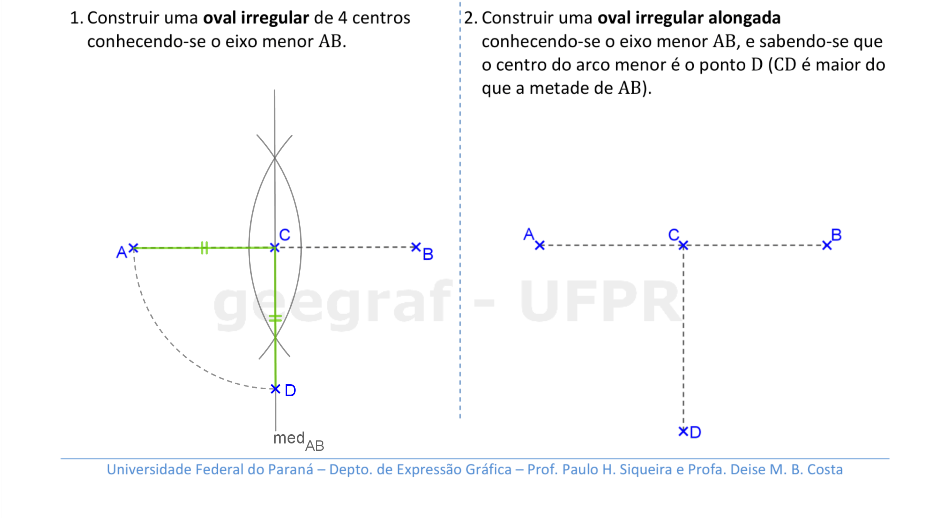 1. Construir uma oval irregular de 4 centros
conhecendo-se o eixo menor AB.
A
C
B
D
med AB
2. Construir uma oval irregular alongada
conhecendo-se o eixo menor AB, e sabendo-se que
o centro do arco menor é o ponto D (CD é maior do
que a metade de AB).
A
C
B
D
geegraf - UFPR
Universidade Federal do Paraná – Depto. de Expressão Gráfica – Prof. Paulo H. Siqueira e Profa. Deise M. B. Costa